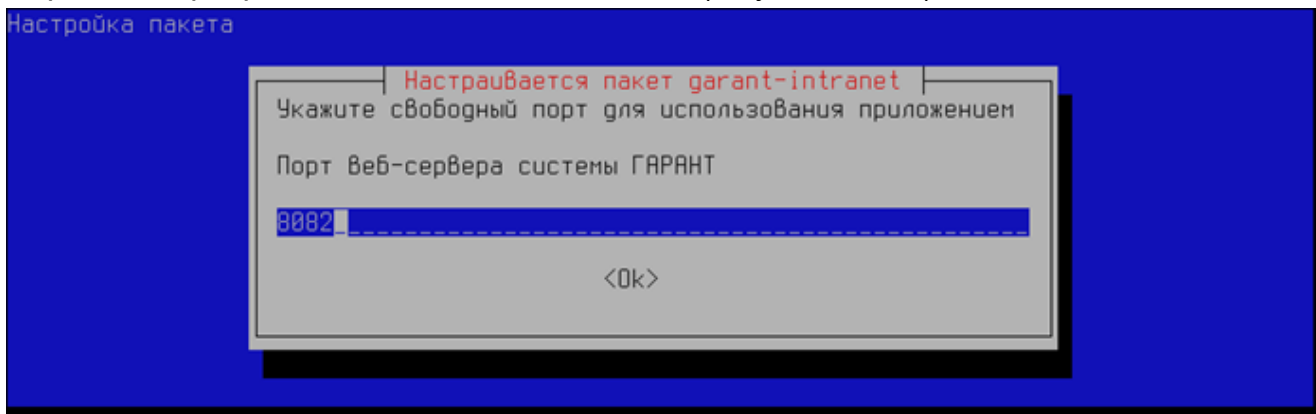 Настройка пакета
Настраивается пакет garant-intranet
Укажите свободный порт для использования приложением
Порт веб-сервера системы ГАРАНТ
8082
<Ok>